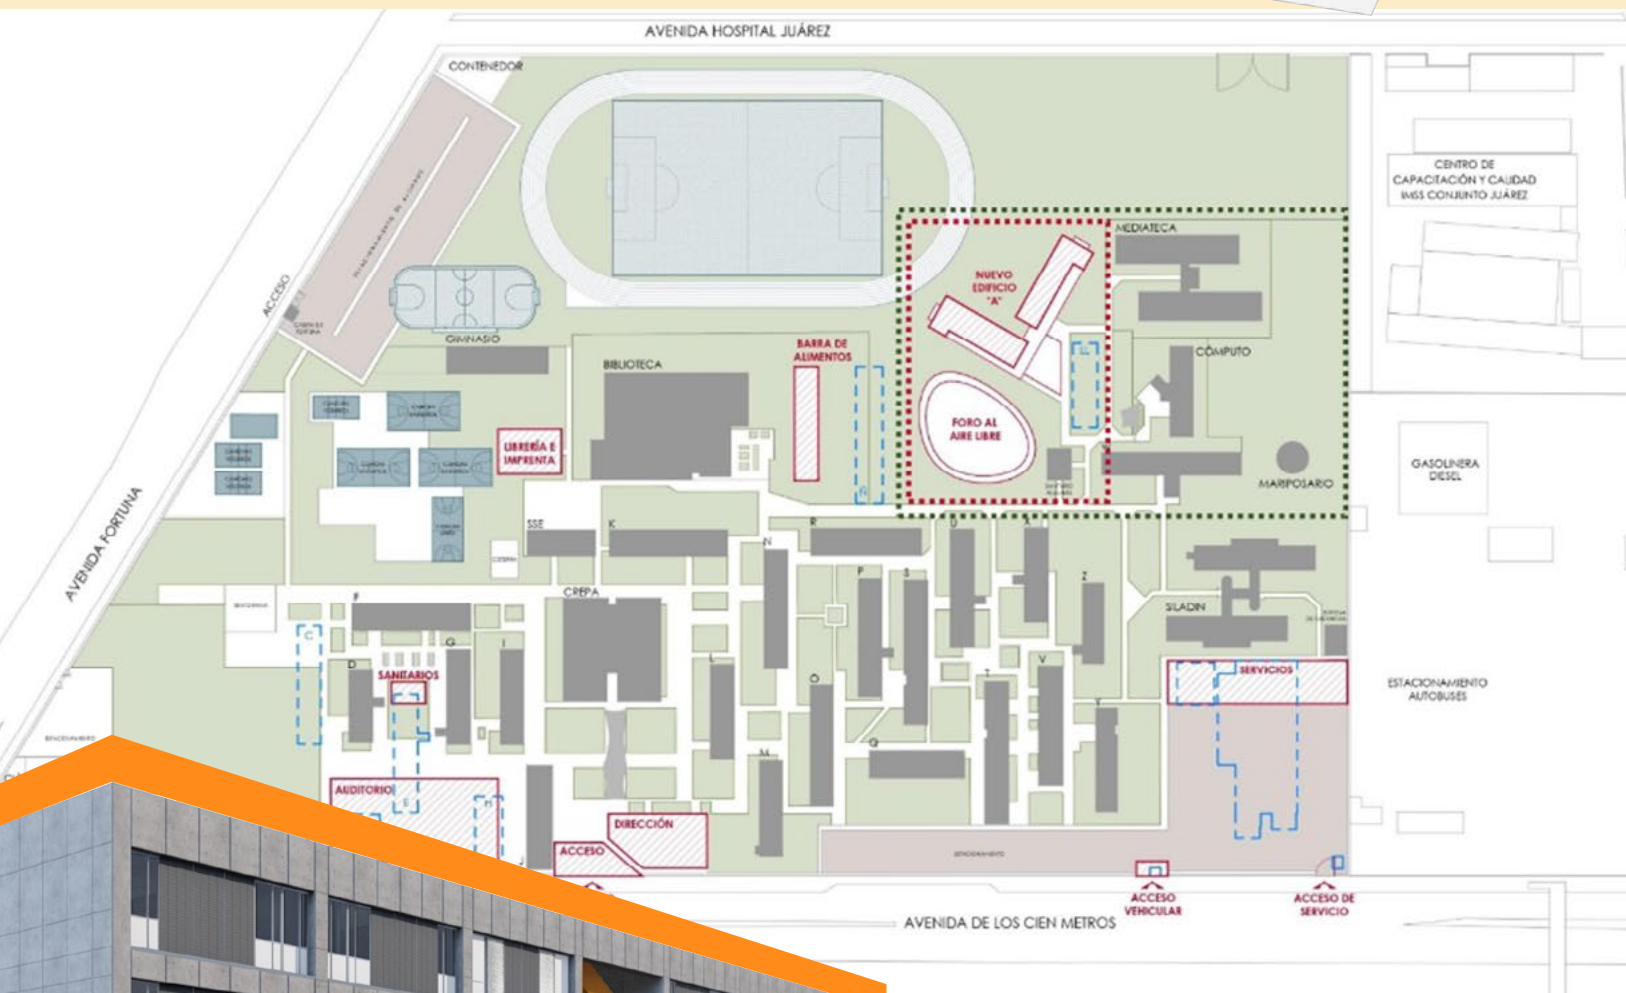 AVENIDA HOSPITAL JUÁREZ
CONTENEDOR
CENTRO DE
CAPACITACIÓN Y CALIDAD
IMSS CONJUNTO JUÁREZ
MEDIATECA
NUEVO
EDIFICIO
"A"
ACCESO
GIMNASIO
BARRA DE
ALIMENTOS
BIBLIOTECA
CÓMPUTO
FORO AL
AIRE LIBRE
LIBRERÍA E
IMPRENTA
GASOLINERA
DIESEL
MARIPOSARIO
AVENIDA FORTUNA
SSE
K
R
U
X
N
P
S
Z
CREPA
SILADIN
F
C
G
I
D
SANITARIOS
L
O
T
V
Y
SERVICIOS
ESTACIONAMIENTO
AUTOBUSES
M
Q
AUDITORIO
E
H
J
DIRECCIÓN
ACCESO
ESTACIONAMIENTO
ACCESO
VEHICULAR
ACCESO DE
SERVICIO
AVENIDA DE LOS CIEN METROS